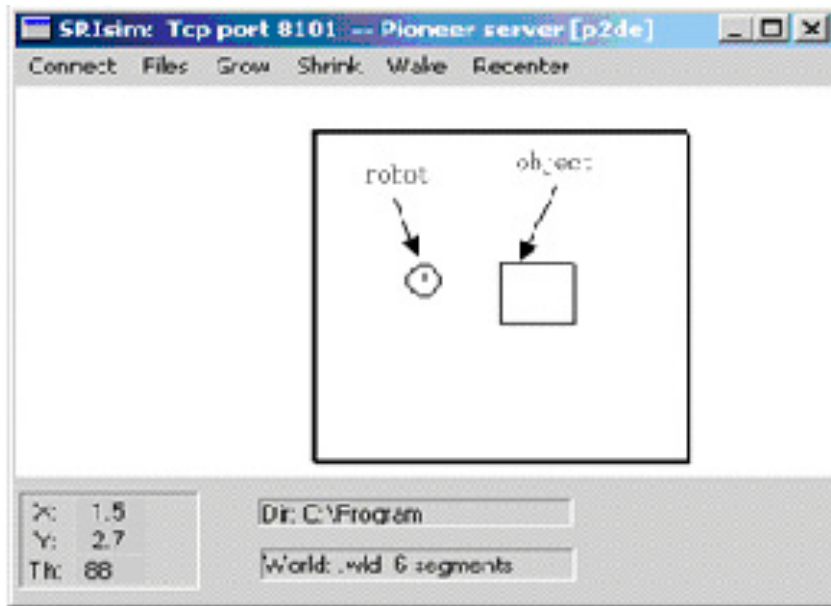 SRIsim: Tcp port 8101 -- Pioneer server [p2de]
Connect Files Grow Shrink Wake Recenter
robot
object
X: 1.5
Y: 2.7
Th: 88
Dir: C:\Program
World: .wld 6 segments